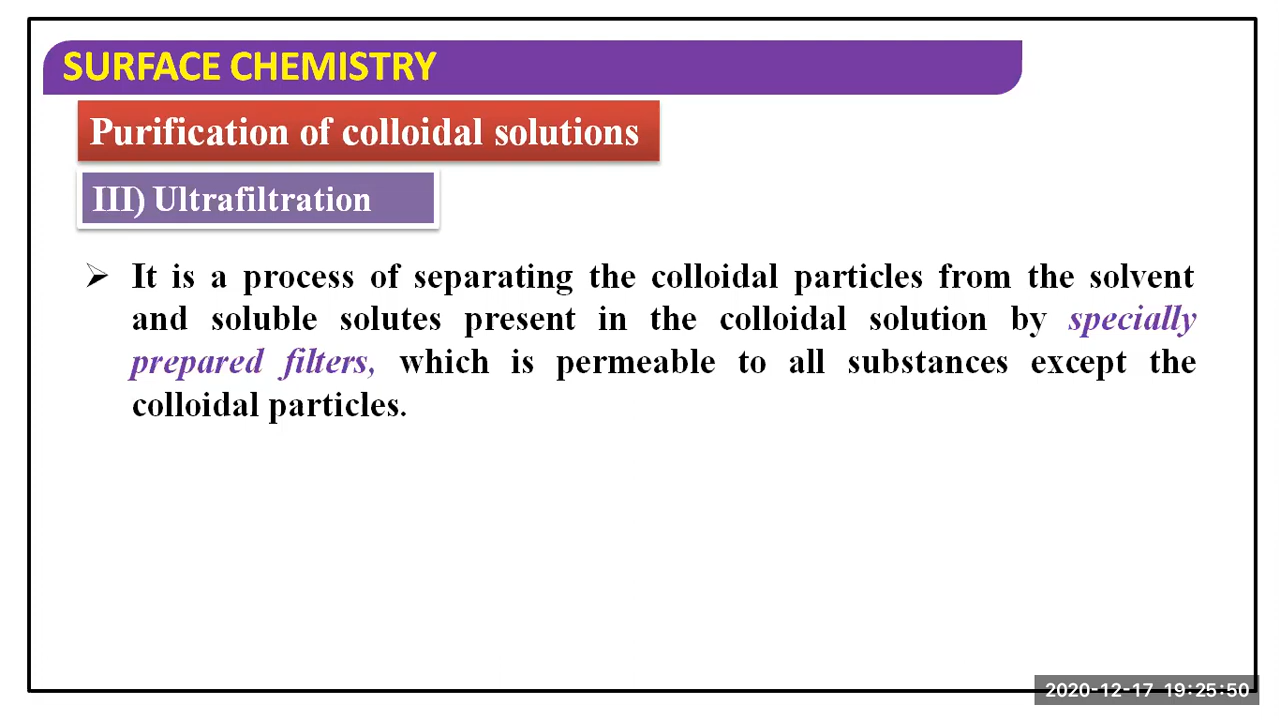 SURFACE CHEMISTRY
Purification of colloidal solutions
III) Ultrafiltration
➢ It is a process of separating the colloidal particles from the solvent
and soluble solutes present in the colloidal solution by specially
prepared filters, which is permeable to all substances except the
colloidal particles.
2020-12-17 19:25:50